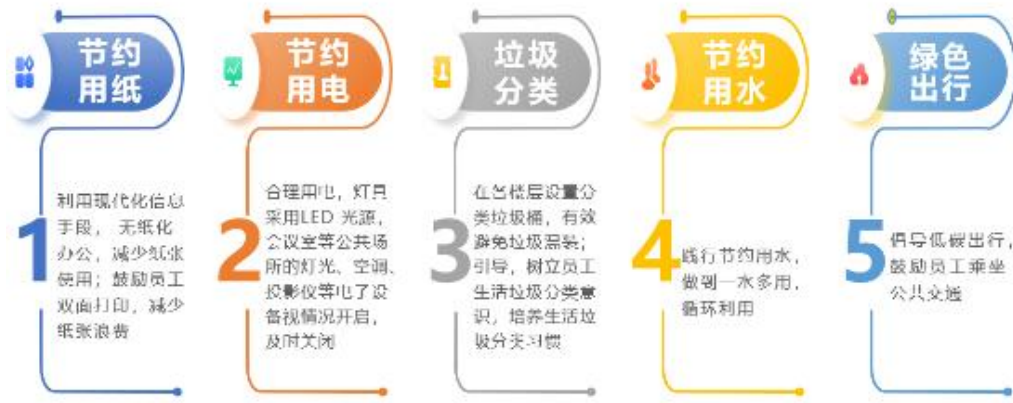 节约
用纸
1
利用现代化信息
手段， 无纸化
办公，减少纸张
使用；鼓励员工
双面打印，减少
纸张浪费
节约
用电
2
合理用电，灯具
采用LED 光源，
会议室等公共场
所的灯光、空调、
投影仪等电子设
备视情况开启，
及时关闭
垃圾
分类
3
在各楼层设置分
类垃圾桶，有效
避免垃圾混装；
引导，树立员工
生活垃圾分类意
识，培养生活垃
圾分类习惯
节约
用水
4
践行节约用水，
做到一水多用，
循环利用
绿色
出行
5
倡导低碳出行，
鼓励员工乘坐
公共交通